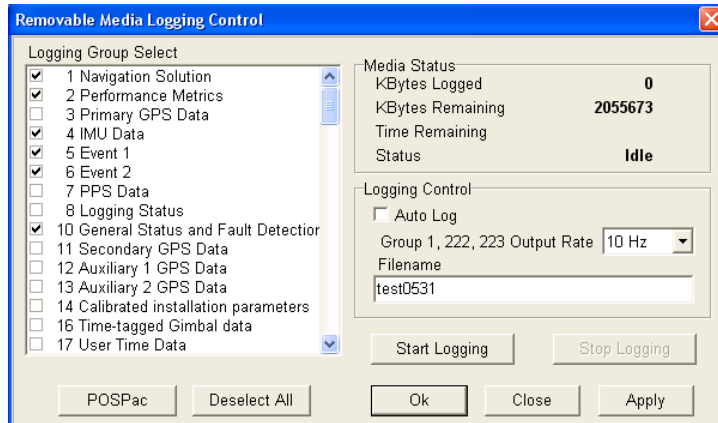 Removable Media Logging Control
Logging Group Select
1 Navigation Solution
2 Performance Metrics
3 Primary GPS Data
4 IMU Data
5 Event 1
6 Event 2
7 PPS Data
8 Logging Status
10 General Status and Fault Detection
11 Secondary GPS Data
12 Auxiliary 1 GPS Data
13 Auxiliary 2 GPS Data
14 Calibrated installation parameters
16 Time-tagged Gimbal data
17 User Time Data
POSPac
Deselect All
Media Status
KBytes Logged 0
KBytes Remaining 2055673
Time Remaining
Status Idle
Logging Control
Auto Log
Group 1, 222, 223 Output Rate 10 Hz
Filename
test0531
Start Logging
Stop Logging
Ok
Close
Apply